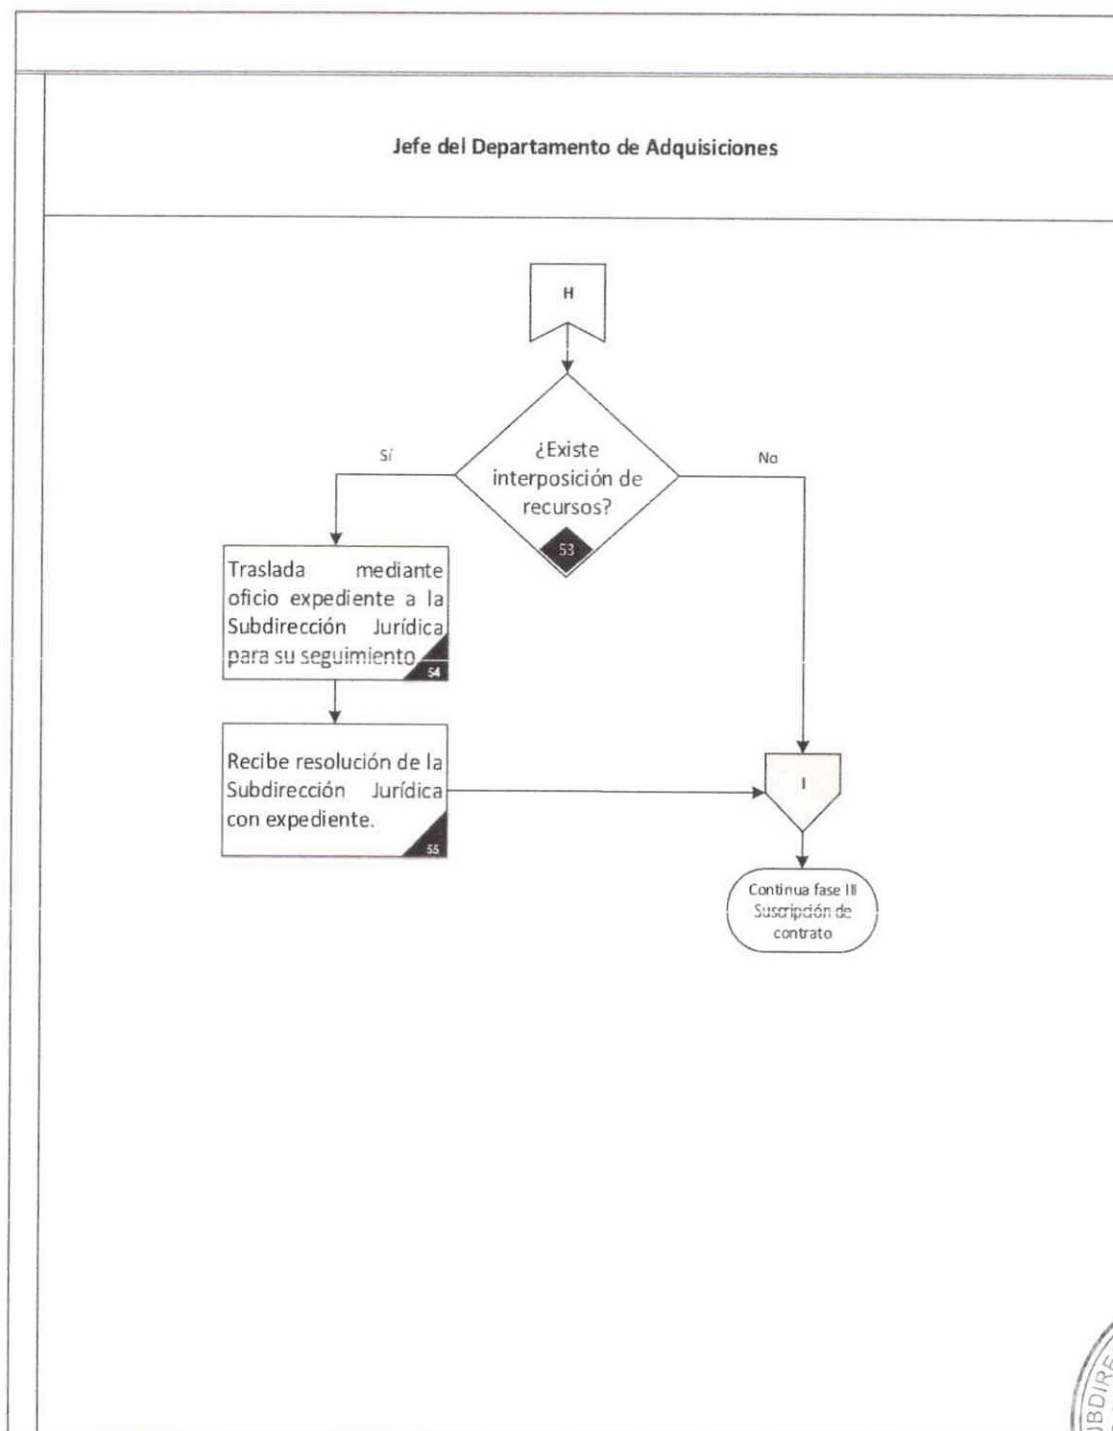 Jefe del Departamento de Adquisiciones
H
¿Existe
interposición de
recursos?
53
Sí
No
Traslada mediante
oficio expediente a la
Subdirección Jurídica
para su seguimiento
54
Recibe resolución de la
Subdirección Jurídica
con expediente.
55
I
Continua fase III
Suscripción de
contrato